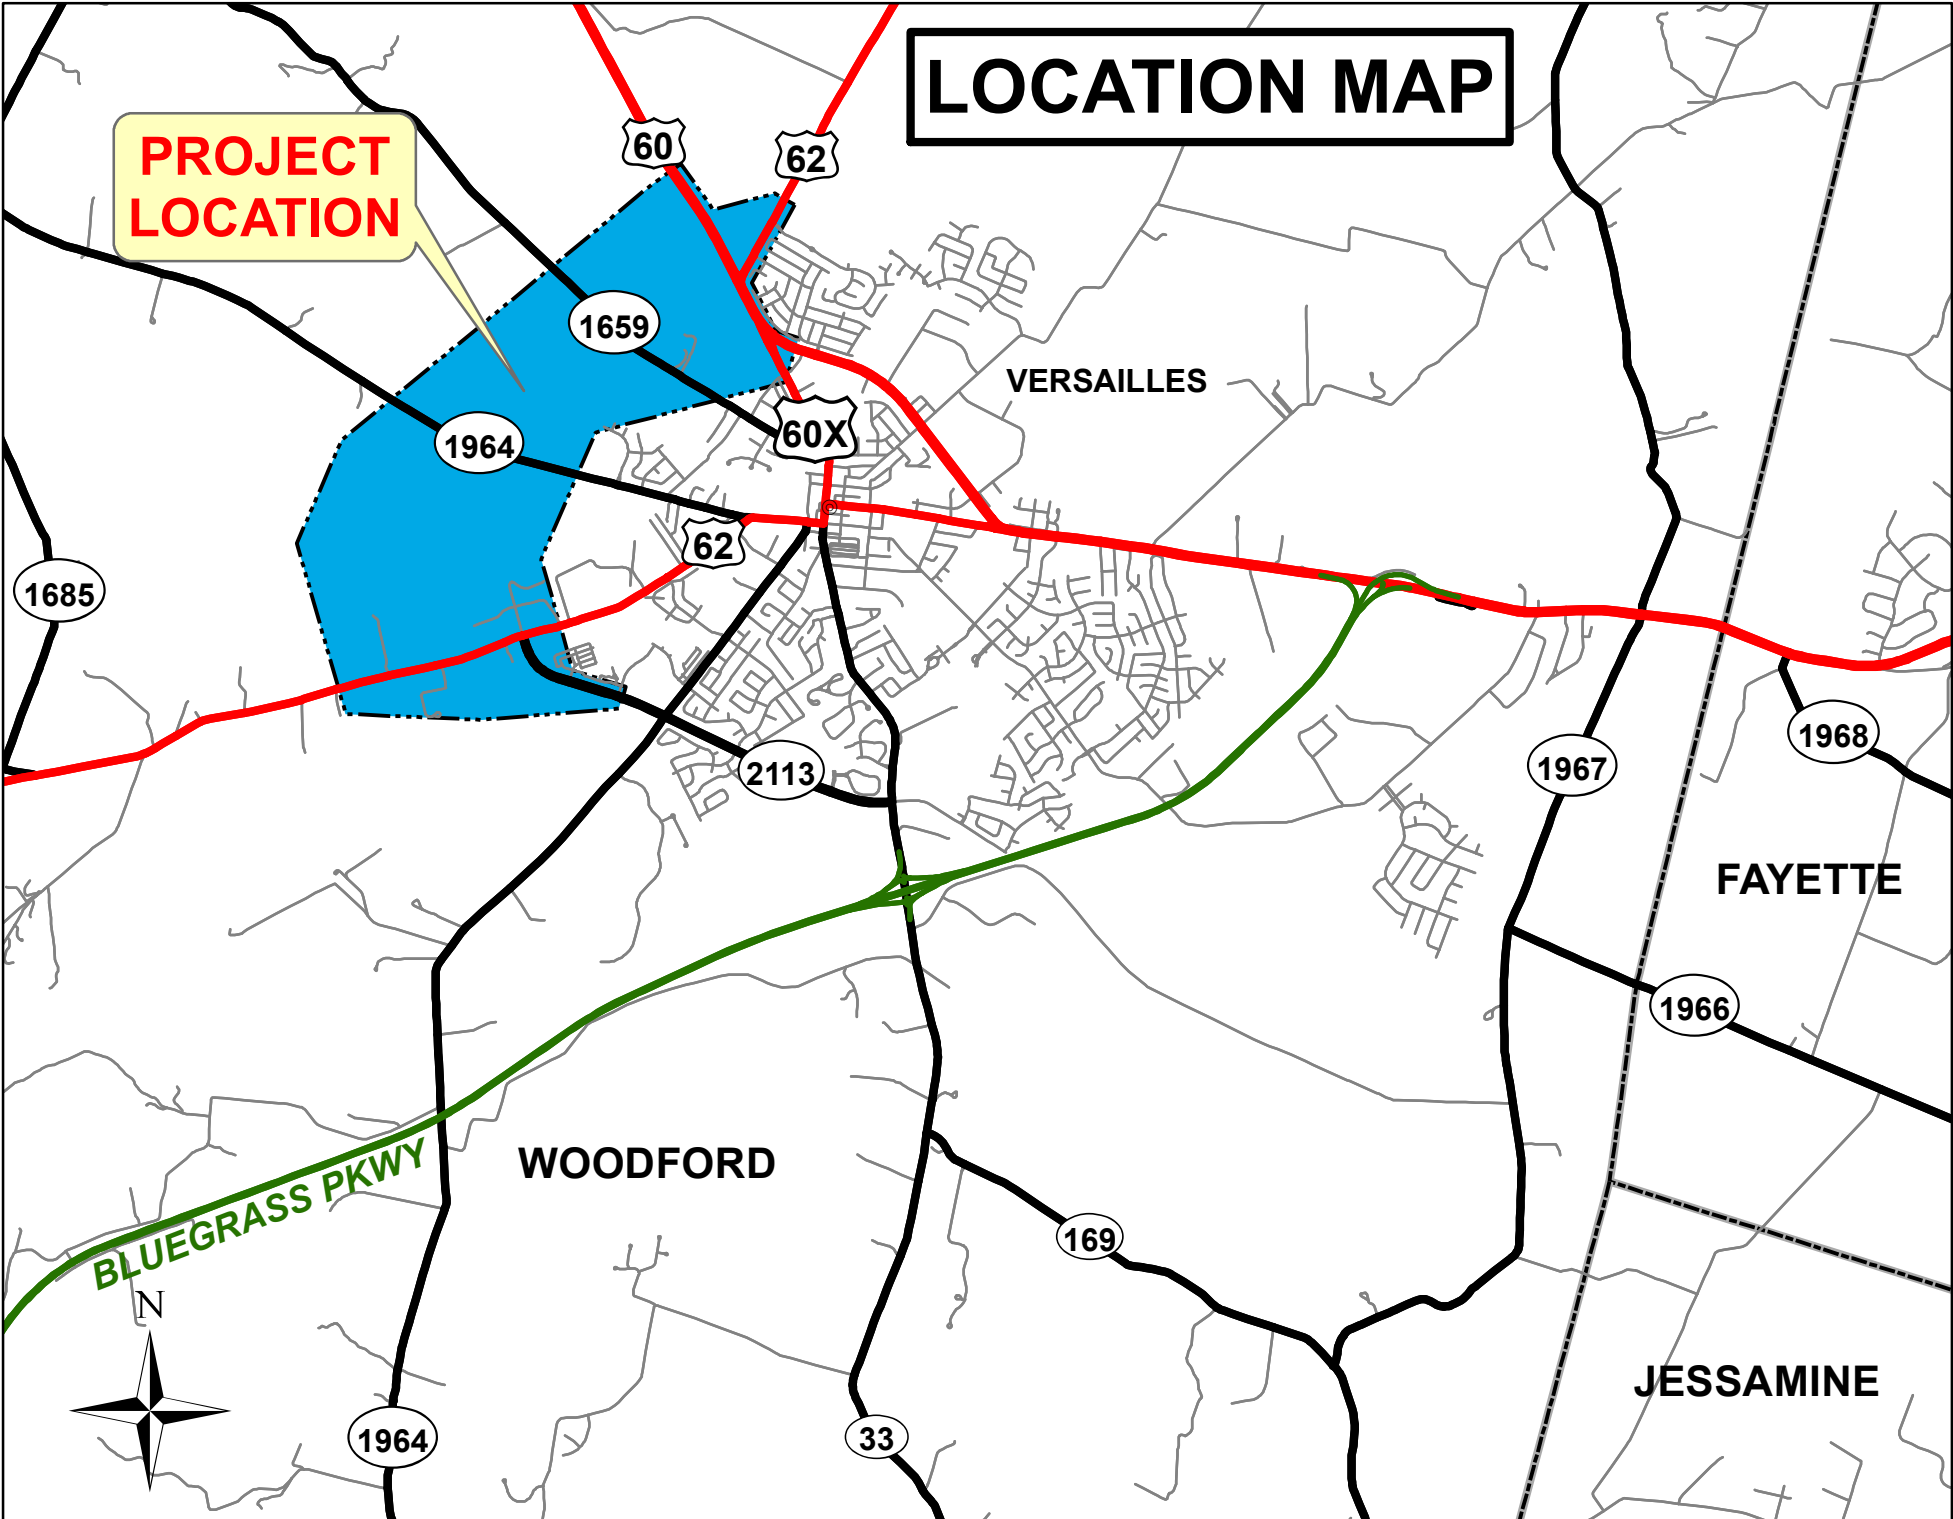 LOCATION MAP
PROJECT
LOCATION
60
62
1659
VERSAILLES
60X
1964
62
1685
1968
1967
2113
FAYETTE
1966
WOODFORD
BLUEGRASS PKWY
169
N
JESSAMINE
1964
33